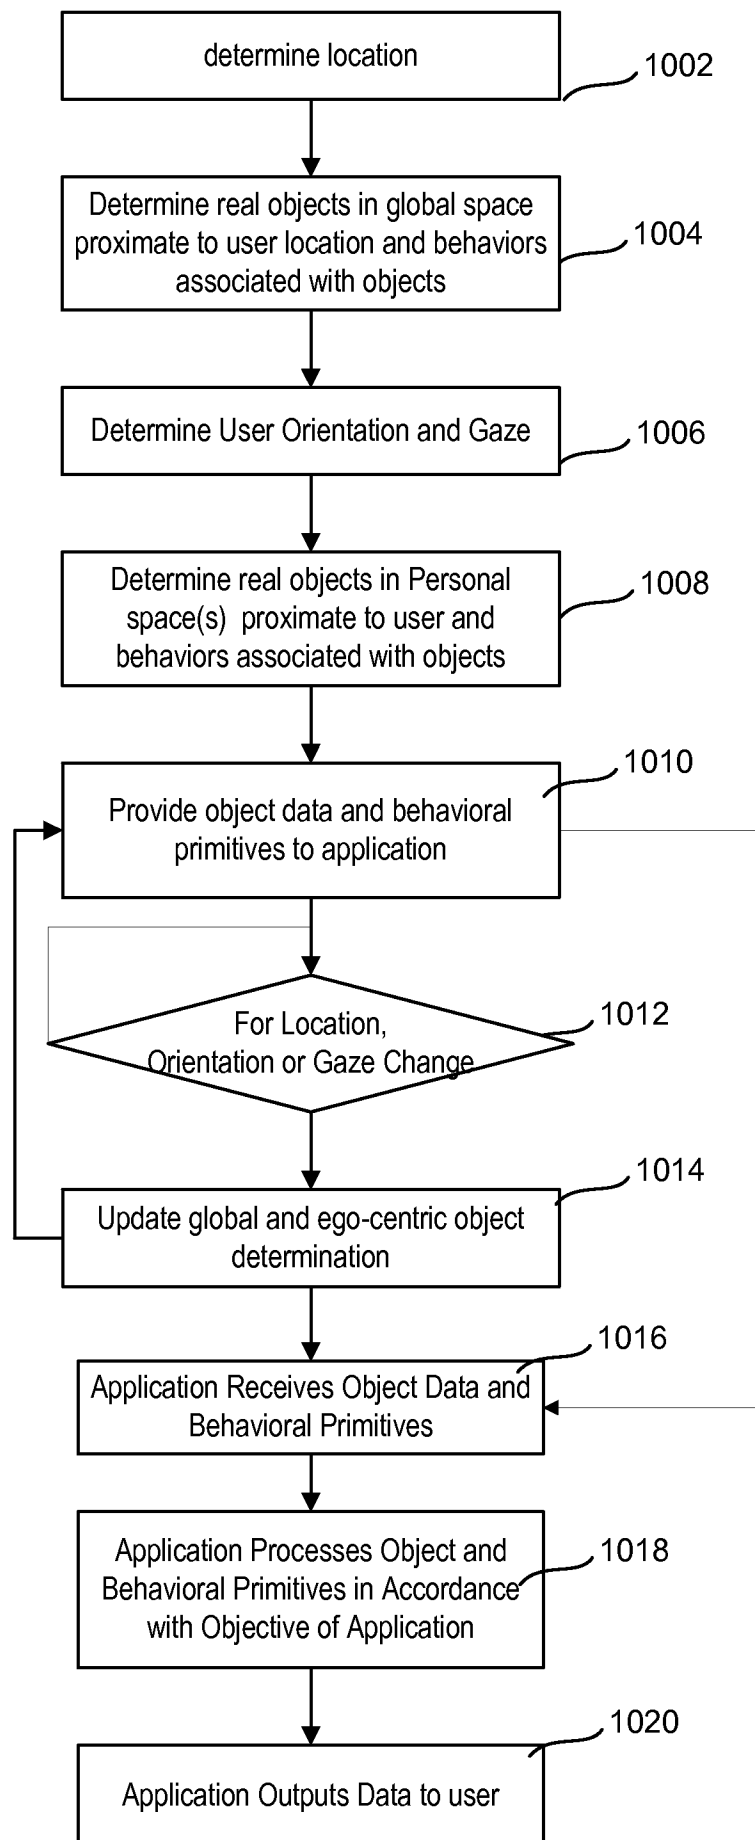 determine location
1002
Determine real objects in global space
proximate to user location and behaviors
associated with objects
1004
Determine User Orientation and Gaze
1006
Determine real objects in Personal
space(s) proximate to user and
behaviors associated with objects
1008
Provide object data and behavioral
primitives to application
1010
For Location,
Orientation or Gaze Change
1012
Update global and ego-centric object
determination
1014
Application Receives Object Data and
Behavioral Primitives
1016
Application Processes Object and
Behavioral Primitives in Accordance
with Objective of Application
1018
Application Outputs Data to user
1020